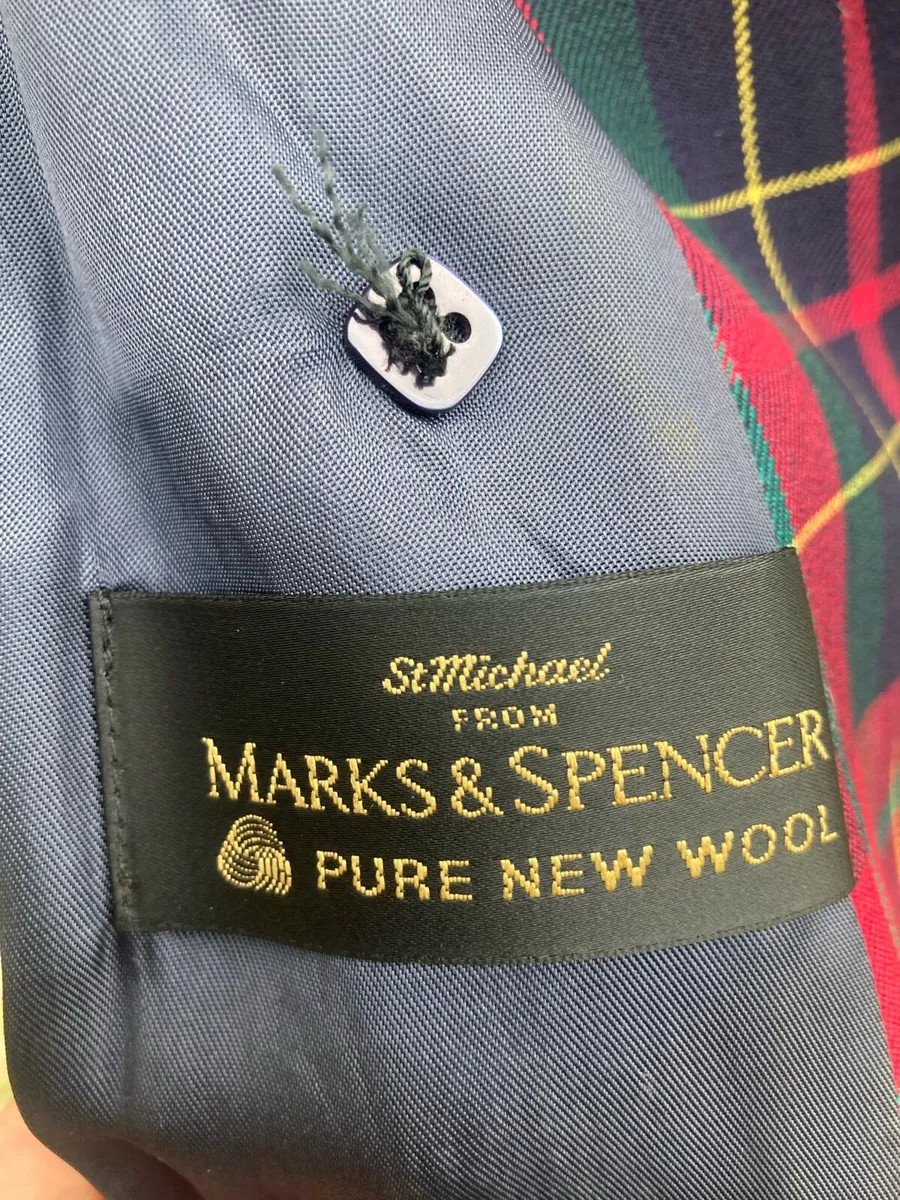 St Michael
FROM
MARKS & SPENCER
PURE NEW WOOL